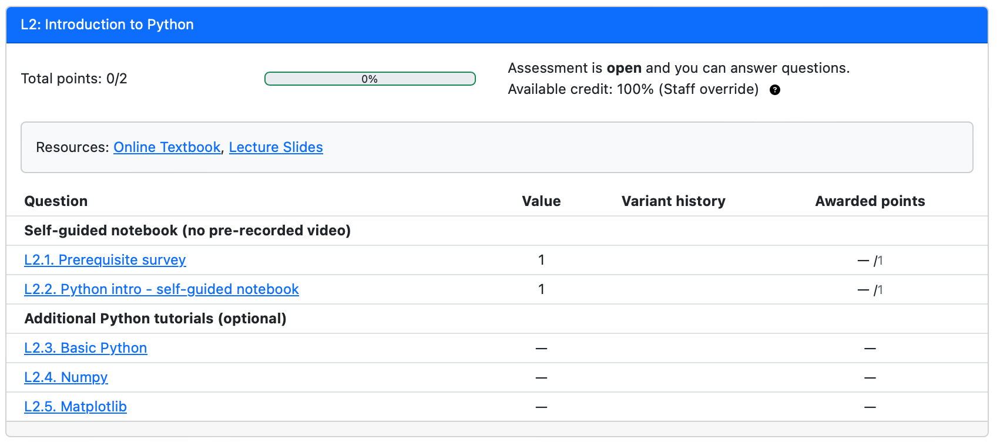 L2: Introduction to Python
Total points: 0/2
0%
Assessment is open and you can answer questions.
Available credit: 100% (Staff override) ?
Resources: Online Textbook, Lecture Slides
Question Value Variant history Awarded points
Self-guided notebook (no pre-recorded video)
L2.1. Prerequisite survey 1 — /1
L2.2. Python intro - self-guided notebook 1 — /1
Additional Python tutorials (optional)
L2.3. Basic Python — —
L2.4. Numpy — —
L2.5. Matplotlib — —